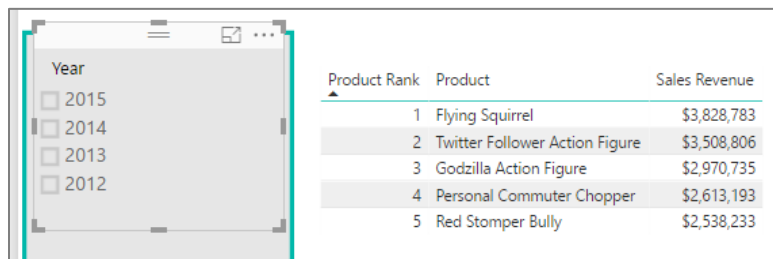 Year
2015
2014
2013
2012
Product Rank Product Sales Revenue
1 Flying Squirrel $3,828,783
2 Twitter Follower Action Figure $3,508,806
3 Godzilla Action Figure $2,970,735
4 Personal Commuter Chopper $2,613,193
5 Red Stomper Bully $2,538,233